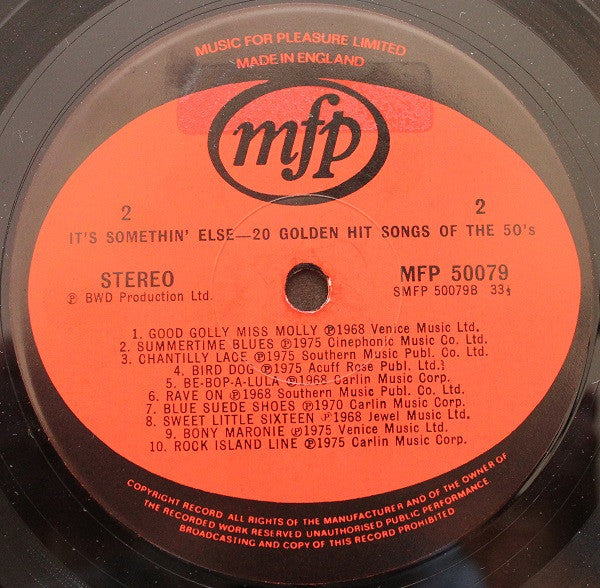 MUSIC FOR PLEASURE LIMITED
MADE IN ENGLAND
mfp
2 2
IT'S SOMETHIN' ELSE—20 GOLDEN HIT SONGS OF THE 50's
STEREO MFP 50079
℗ BWD Production Ltd. SMFP 50079B 33⅓
1. GOOD GOLLY MISS MOLLY ℗1968 Venice Music Ltd.
2. SUMMERTIME BLUES ℗1975 Cinephonic Music Co. Ltd.
3. CHANTILLY LACE ℗1975 Southern Music Publ. Co. Ltd.
4. BIRD DOG ℗1975 Acuff Rose Publ. Ltd.
5. BE-BOP-A-LULA ℗1968 Carlin Music Corp.
6. RAVE ON ℗1968 Southern Music Publ. Co. Ltd.
7. BLUE SUEDE SHOES ℗1970 Carlin Music Corp.
8. SWEET LITTLE SIXTEEN ℗1968 Jewel Music Ltd.
9. BONY MARONIE ℗1975 Venice Music Ltd.
10. ROCK ISLAND LINE ℗1975 Carlin Music Corp.
COPYRIGHT RECORD ALL RIGHTS OF THE MANUFACTURER AND OF THE OWNER OF
THE RECORDED WORK RESERVED UNAUTHORISED PUBLIC PERFORMANCE
BROADCASTING AND COPY OF THIS RECORD PROHIBITED